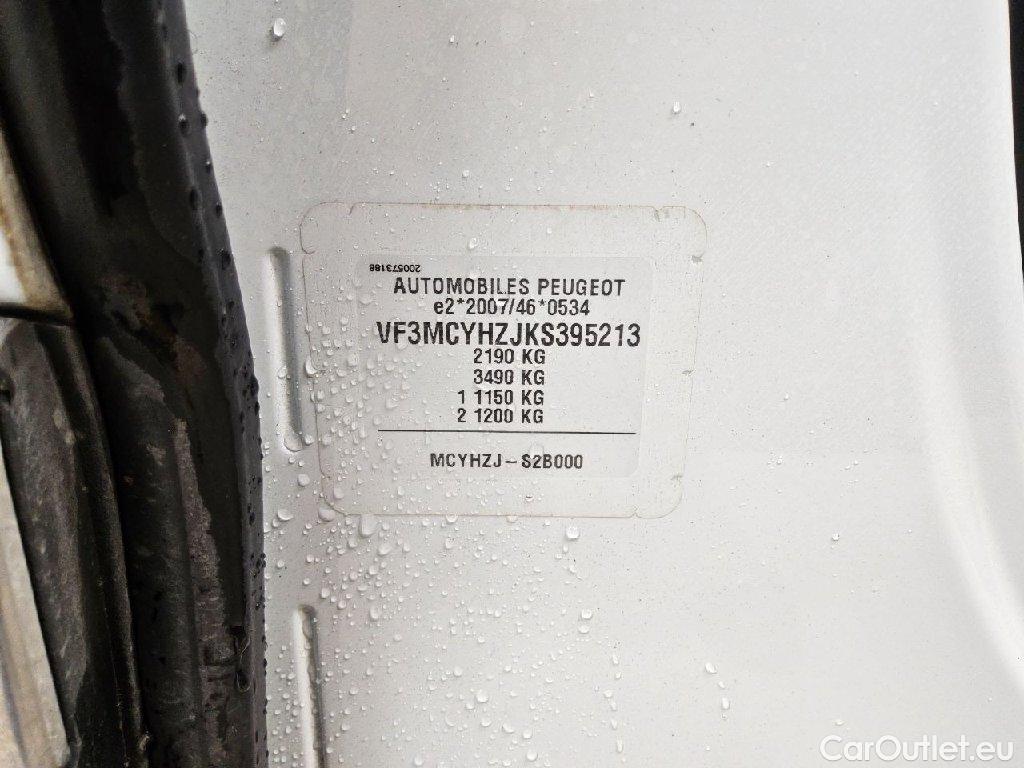 200573188
AUTOMOBILES PEUGEOT
e2*2007/46*0534
VF3MCYHZJKS395213
2190 KG
3490 KG
1 1150 KG
2 1200 KG
MCYHZJ-S2B000
CarOutlet.eu